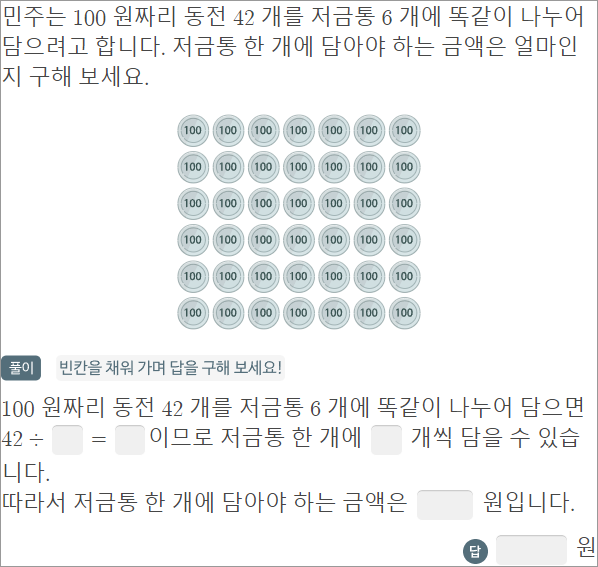 민주는 100 원짜리 동전 42 개를 저금통 6 개에 똑같이 나누어
담으려고 합니다. 저금통 한 개에 담아야 하는 금액은 얼마인
지 구해 보세요.
100 100 100 100 100 100 100
100 100 100 100 100 100 100
100 100 100 100 100 100 100
100 100 100 100 100 100 100
100 100 100 100 100 100 100
100 100 100 100 100 100 100
풀이 빈칸을 채워 가며 답을 구해 보세요!
100 원짜리 동전 42 개를 저금통 6 개에 똑같이 나누어 담으면
42 ÷ = 이므로 저금통 한 개에 개씩 담을 수 있습
니다.
따라서 저금통 한 개에 담아야 하는 금액은 원입니다.
답 원